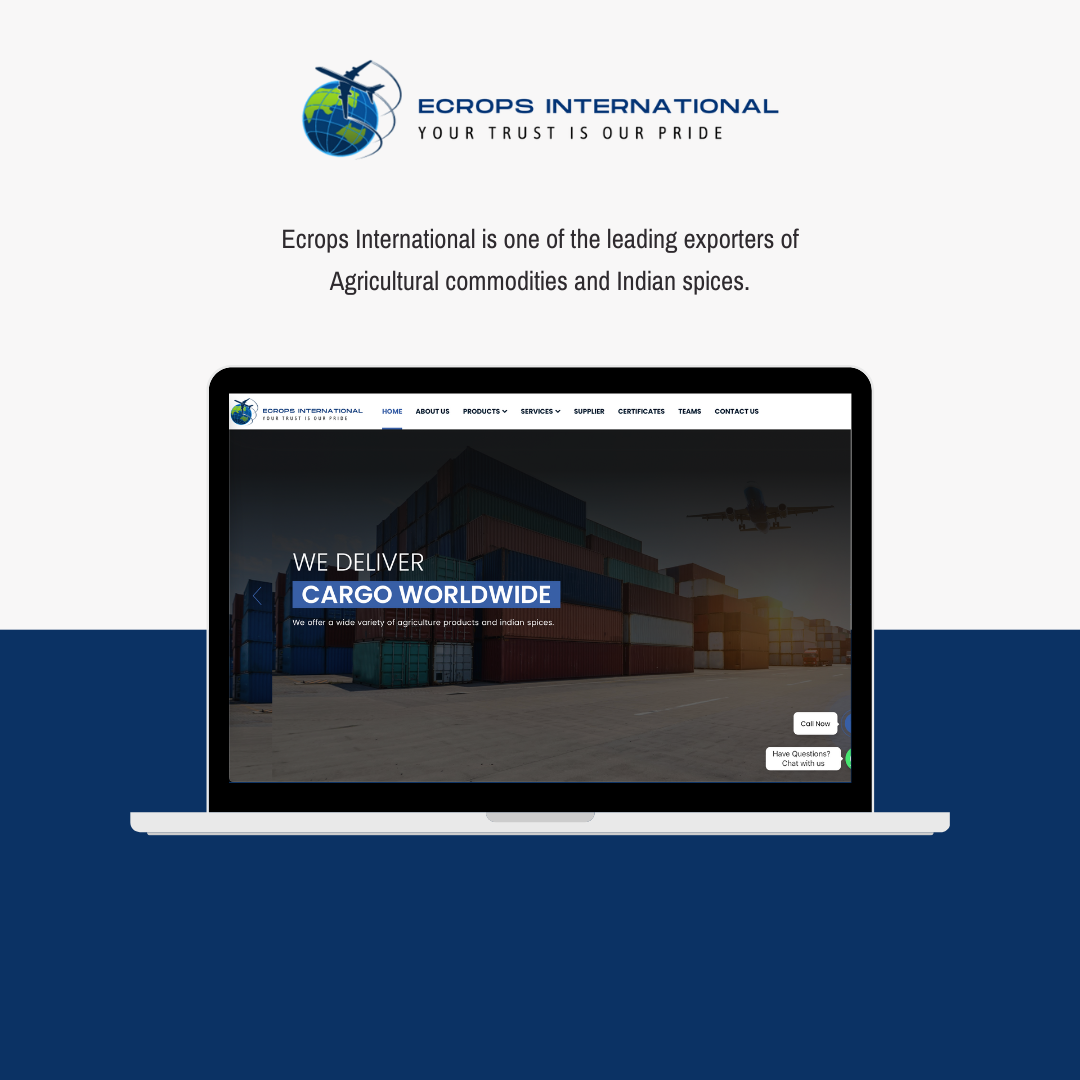 ECROPS INTERNATIONAL
YOUR TRUST IS OUR PRIDE
Ecrops International is one of the leading exporters of
Agricultural commodities and Indian spices.
ECROPS INTERNATIONAL
YOUR TRUST IS OUR PRIDE
HOME ABOUT US PRODUCTS SERVICES SUPPLIER CERTIFICATES TEAMS CONTACT US
WE DELIVER
CARGO WORLDWIDE
We offer a wide variety of agriculture products and indian spices.
Call Now
Have Questions?
Chat with us